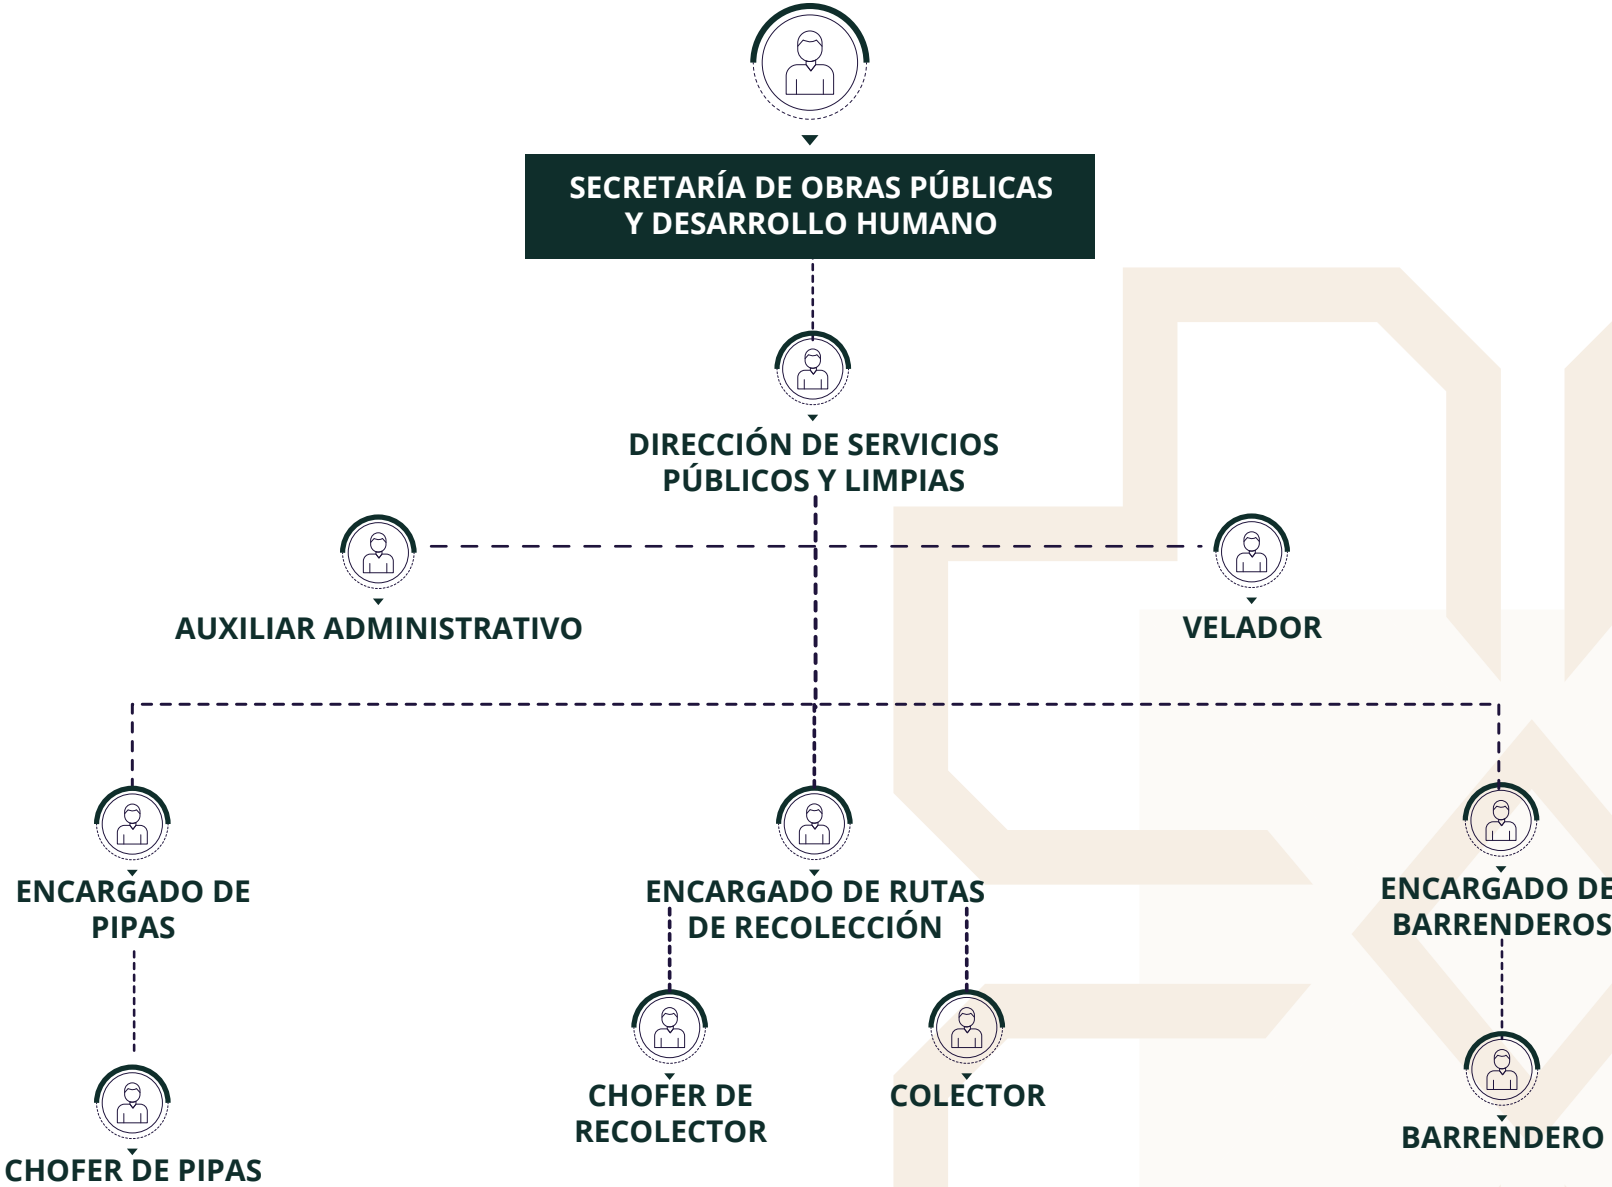 SECRETARÍA DE OBRAS PÚBLICAS
Y DESARROLLO HUMANO
DIRECCIÓN DE SERVICIOS
PÚBLICOS Y LIMPIAS
AUXILIAR ADMINISTRATIVO
VELADOR
ENCARGADO DE
PIPAS
ENCARGADO DE RUTAS
DE RECOLECCIÓN
ENCARGADO DE
BARRENDEROS
CHOFER DE PIPAS
CHOFER DE
RECOLECTOR
COLECTOR
BARRENDERO